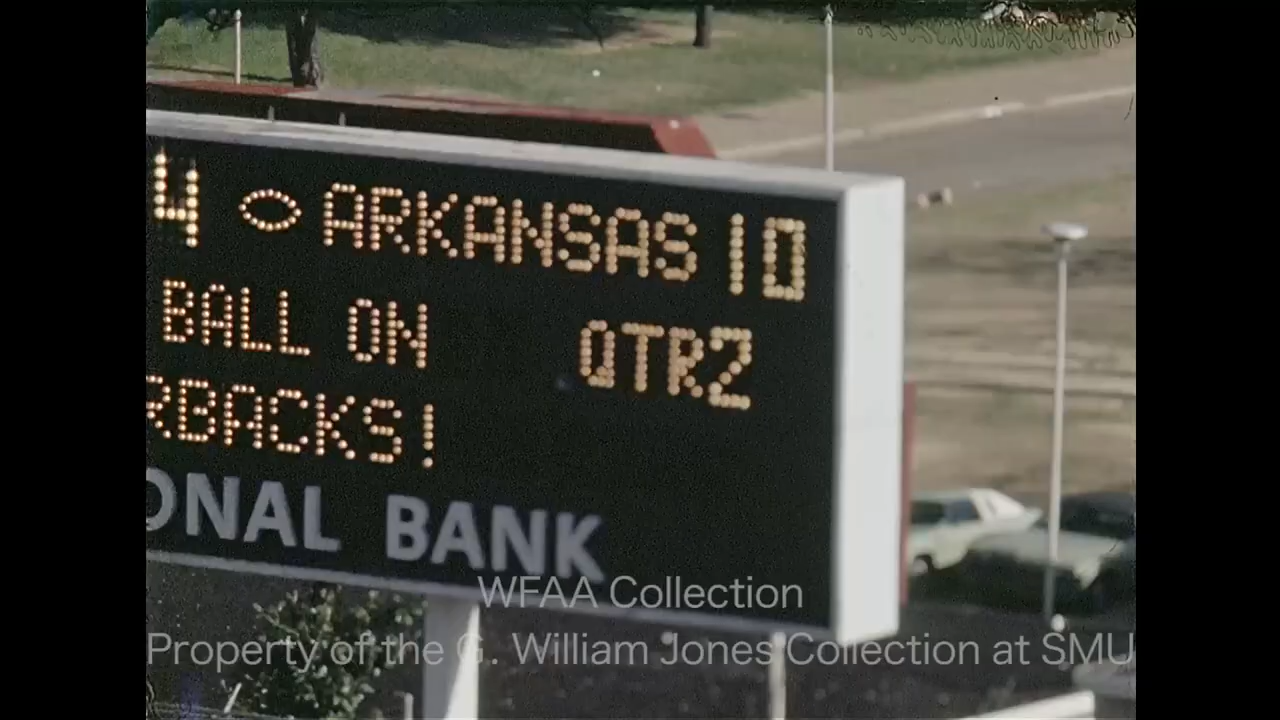 4 ARKANSAS 10
BALL ON QTR2
RBACKS!
ONAL BANK
WFAA Collection
Property of the G. William Jones Collection at SMU